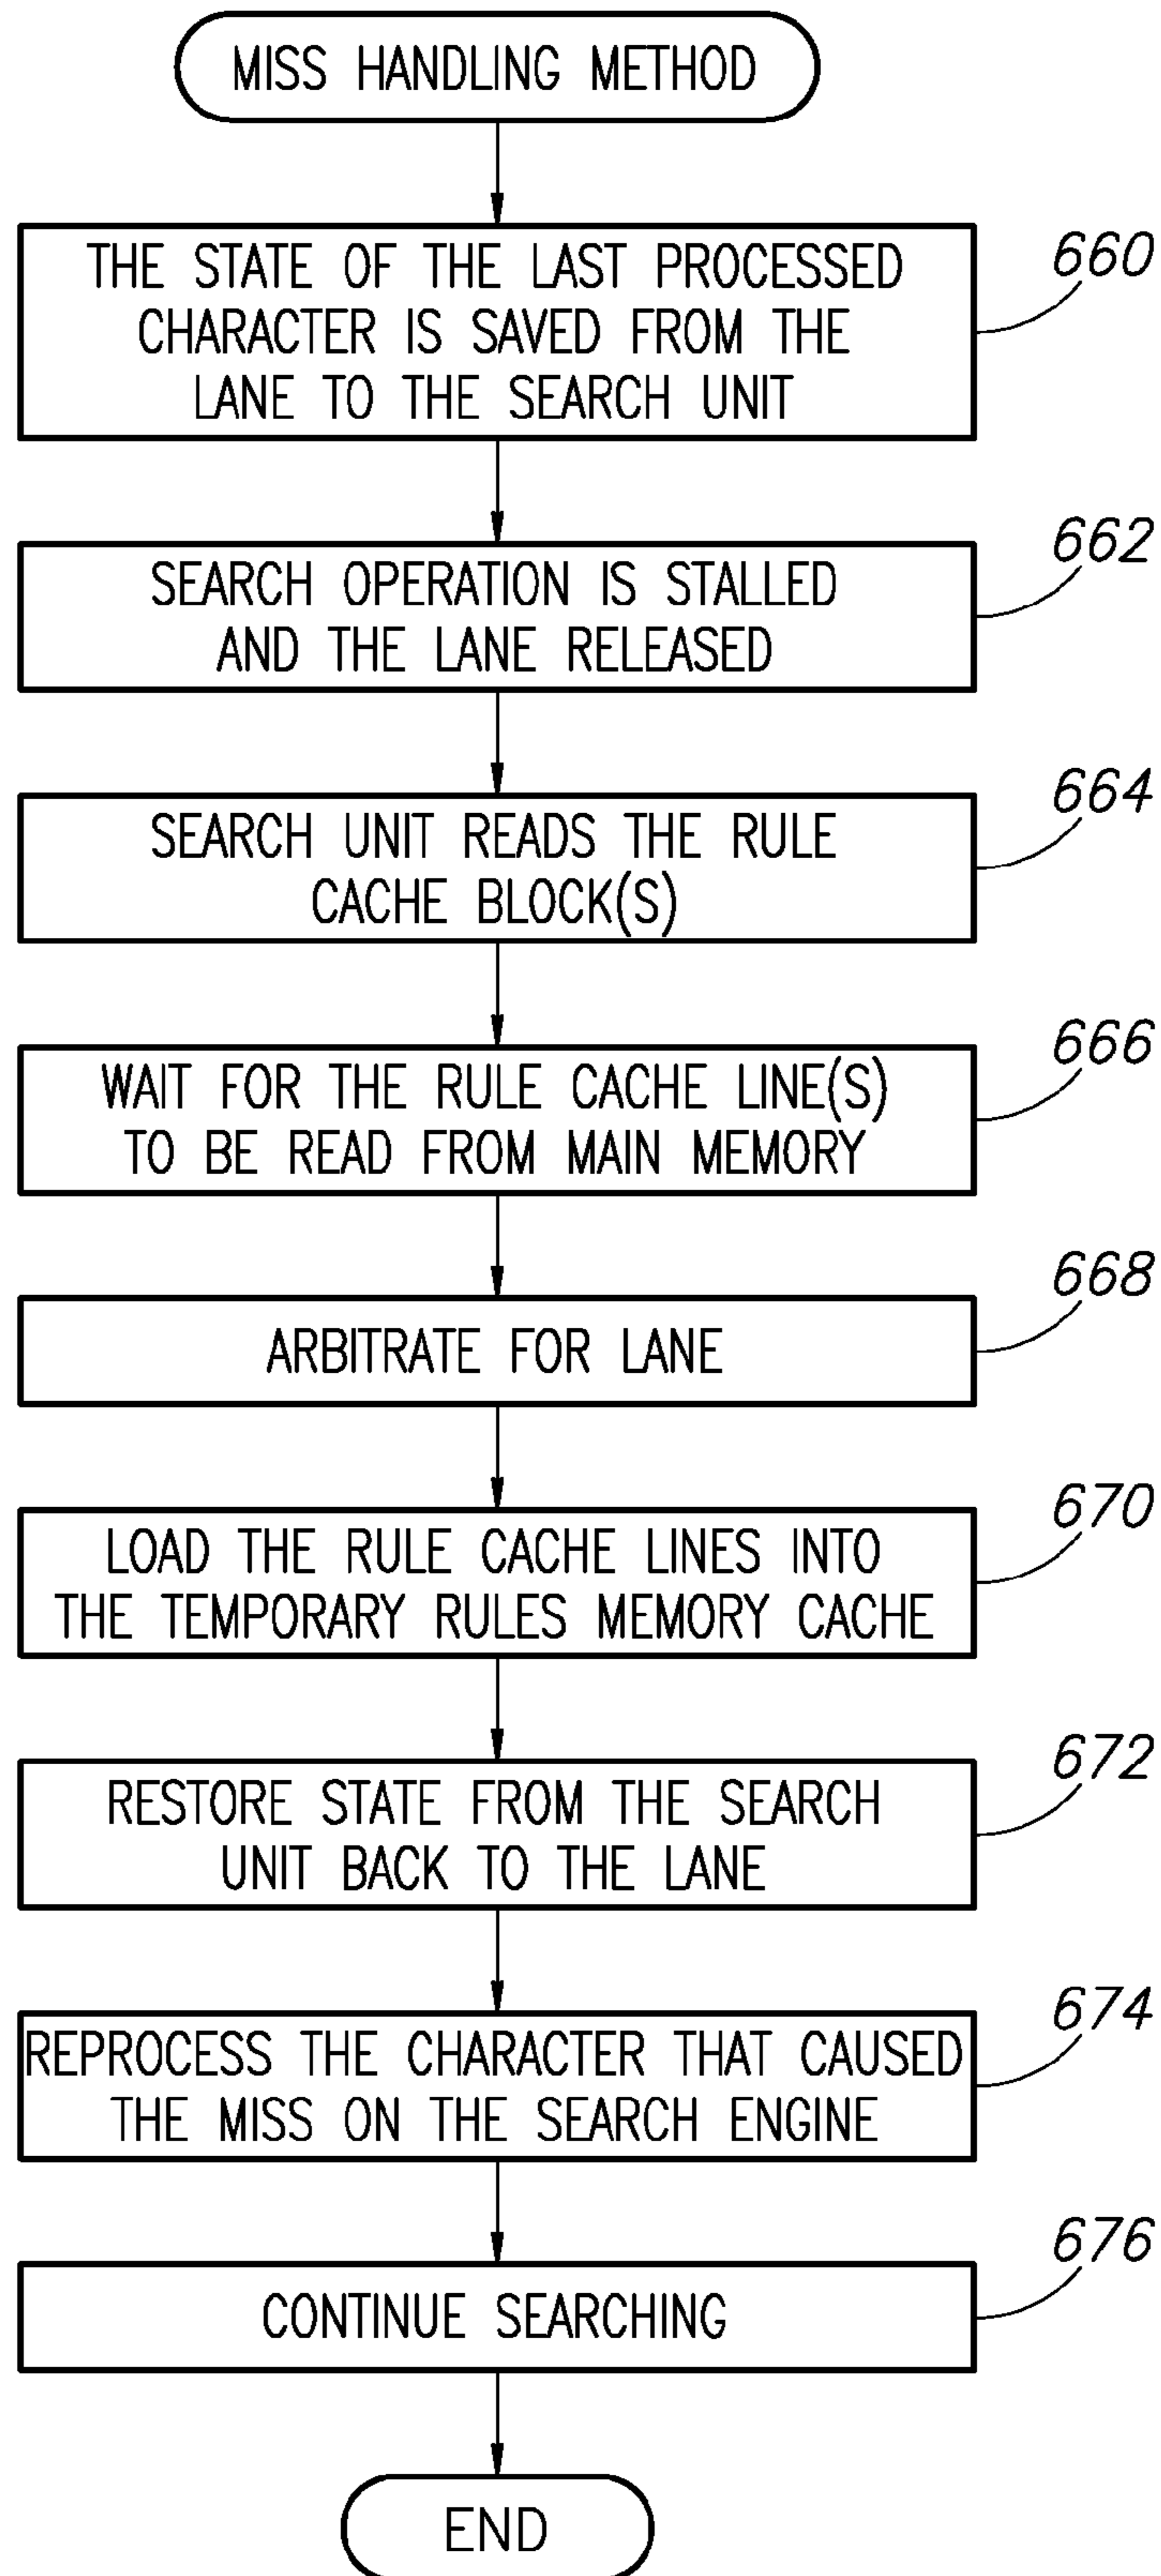 MISS HANDLING METHOD
THE STATE OF THE LAST PROCESSED
CHARACTER IS SAVED FROM THE
LANE TO THE SEARCH UNIT
660
SEARCH OPERATION IS STALLED
AND THE LANE RELEASED
662
SEARCH UNIT READS THE RULE
CACHE BLOCK(S)
664
WAIT FOR THE RULE CACHE LINE(S)
TO BE READ FROM MAIN MEMORY
666
ARBITRATE FOR LANE
668
LOAD THE RULE CACHE LINES INTO
THE TEMPORARY RULES MEMORY CACHE
670
RESTORE STATE FROM THE SEARCH
UNIT BACK TO THE LANE
672
REPROCESS THE CHARACTER THAT CAUSED
THE MISS ON THE SEARCH ENGINE
674
CONTINUE SEARCHING
676
END